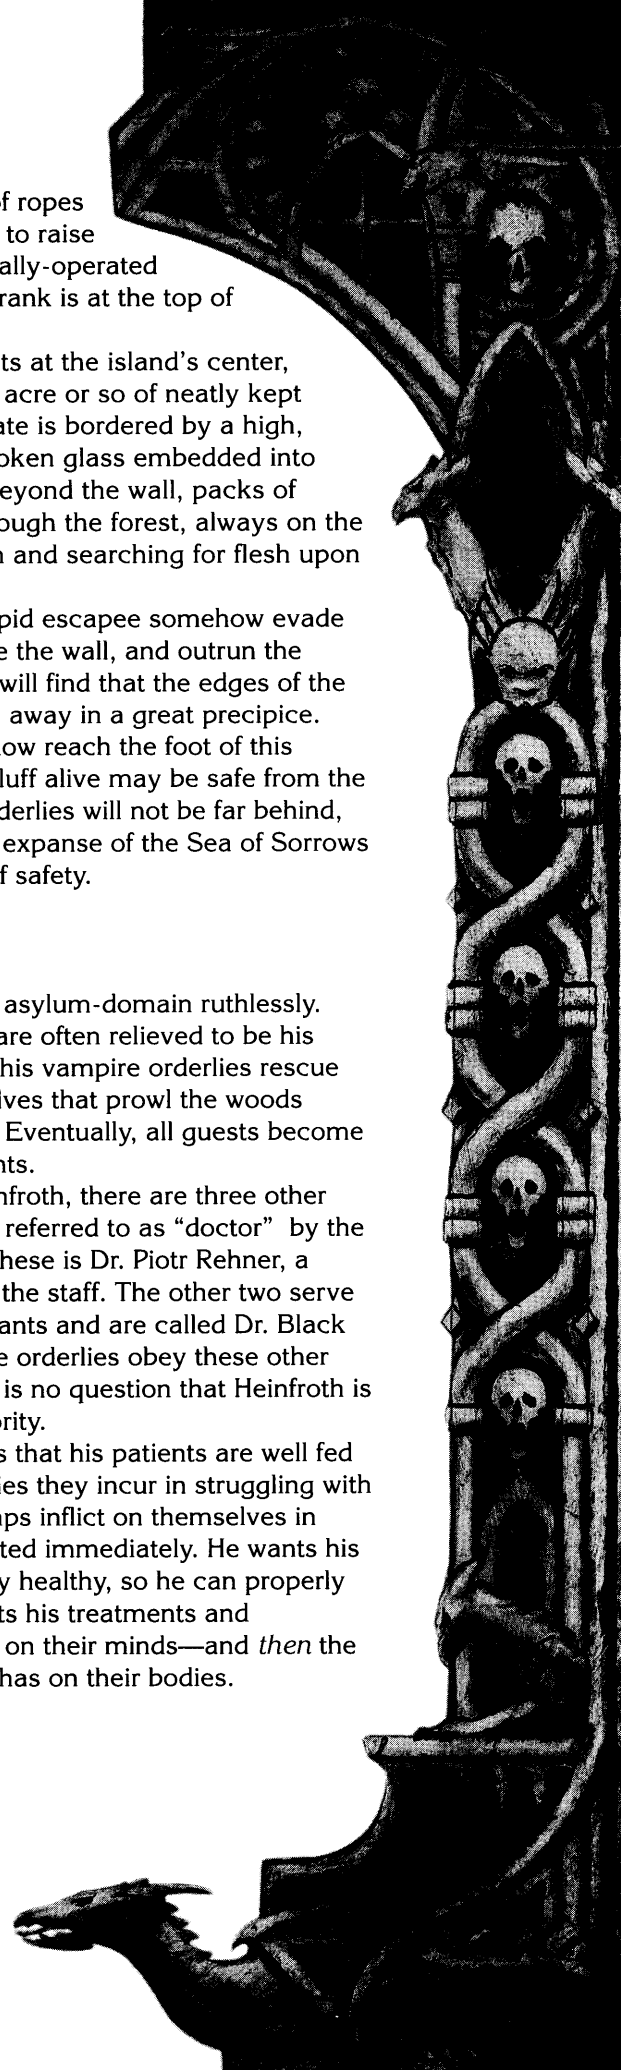 f ropes
to raise
ally-operated
rank is at the top of
ts at the island's center,
acre or so of neatly kept
ate is bordered by a high,
oken glass embedded into
eyond the wall, packs of
ough the forest, always on the
n and searching for flesh upon
pid escapee somehow evade
e the wall, and outrun the
will find that the edges of the
away in a great precipice.
ow reach the foot of this
luff alive may be safe from the
derlies will not be far behind,
expanse of the Sea of Sorrows
f safety.
asylum-domain ruthlessly.
are often relieved to be his
his vampire orderlies rescue
lves that prowl the woods
Eventually, all guests become
nts.
nfroth, there are three other
referred to as “doctor” by the
hese is Dr. Piotr Rehner, a
the staff. The other two serve
ants and are called Dr. Black
e orderlies obey these other
is no question that Heinfroth is
ority.
s that his patients are well fed
ies they incur in struggling with
aps inflict on themselves in
ted immediately. He wants his
y healthy, so he can properly
ts his treatments and
on their minds—and then the
has on their bodies.